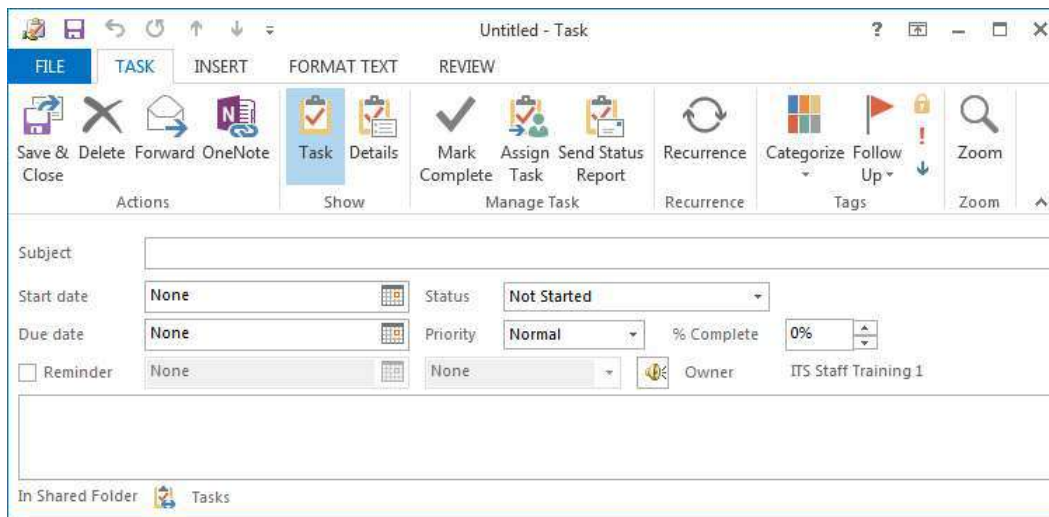 Untitled - Task
?
FILE TASK INSERT FORMAT TEXT REVIEW
Save & Close Delete Forward OneNote Task Details Mark Complete Assign Task Send Status Report Recurrence Categorize Follow Up Zoom
Actions Show Manage Task Recurrence Tags Zoom
Subject
Start date None Status Not Started
Due date None Priority Normal % Complete 0%
Reminder None None Owner ITS Staff Training 1
In Shared Folder Tasks